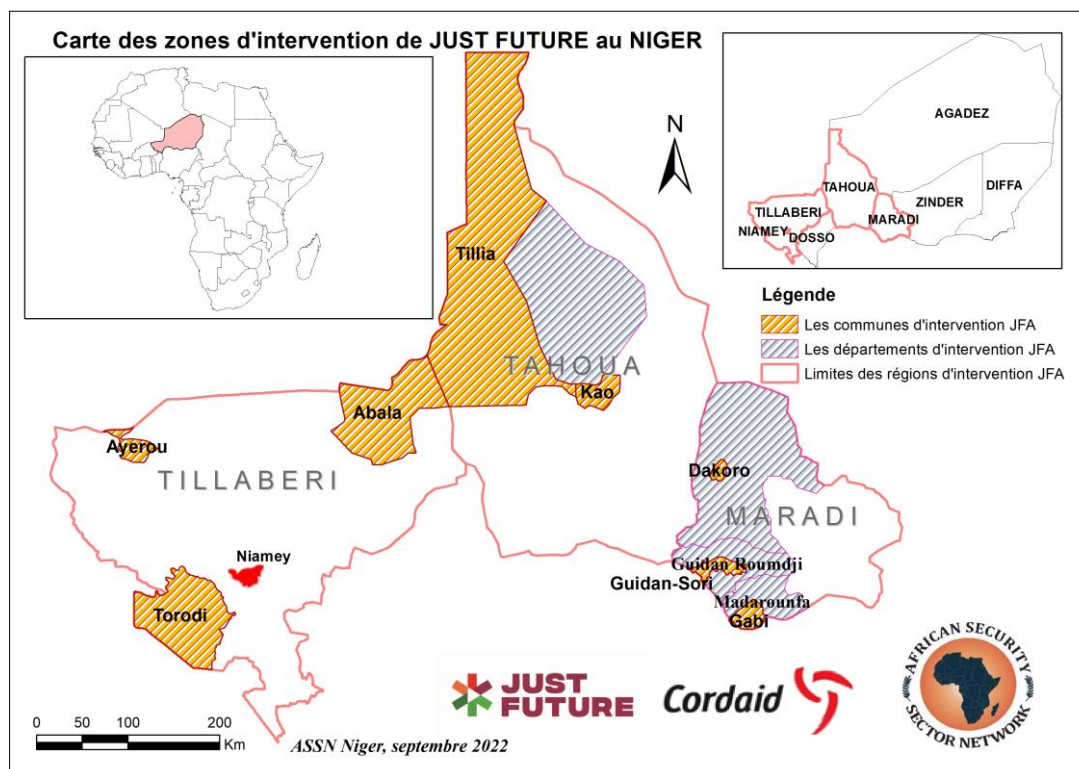 Carte des zones d'intervention de JUST FUTURE au NIGER
N
AGADEZ
TAHOUA
DIFFA
ZINDER
TILLABERI
MARADI
NIAMEY
DOSSO
Légende
Les communes d'intervention JFA
Les départements d'intervention JFA
Limites des régions d'intervention JFA
Tillia
TAHOUA
Kao
Abala
Ayerou
TILLABERI
Dakoro
MARADI
Niamey
Guidan Roumdji
Guidan-Sori
Madarounfa
Gabi
Torodi
JUST
FUTURE
Cordaid
AFRICAN SECURITY
SECTOR NETWORK
0 50 100 200
Km
ASSN Niger, septembre 2022